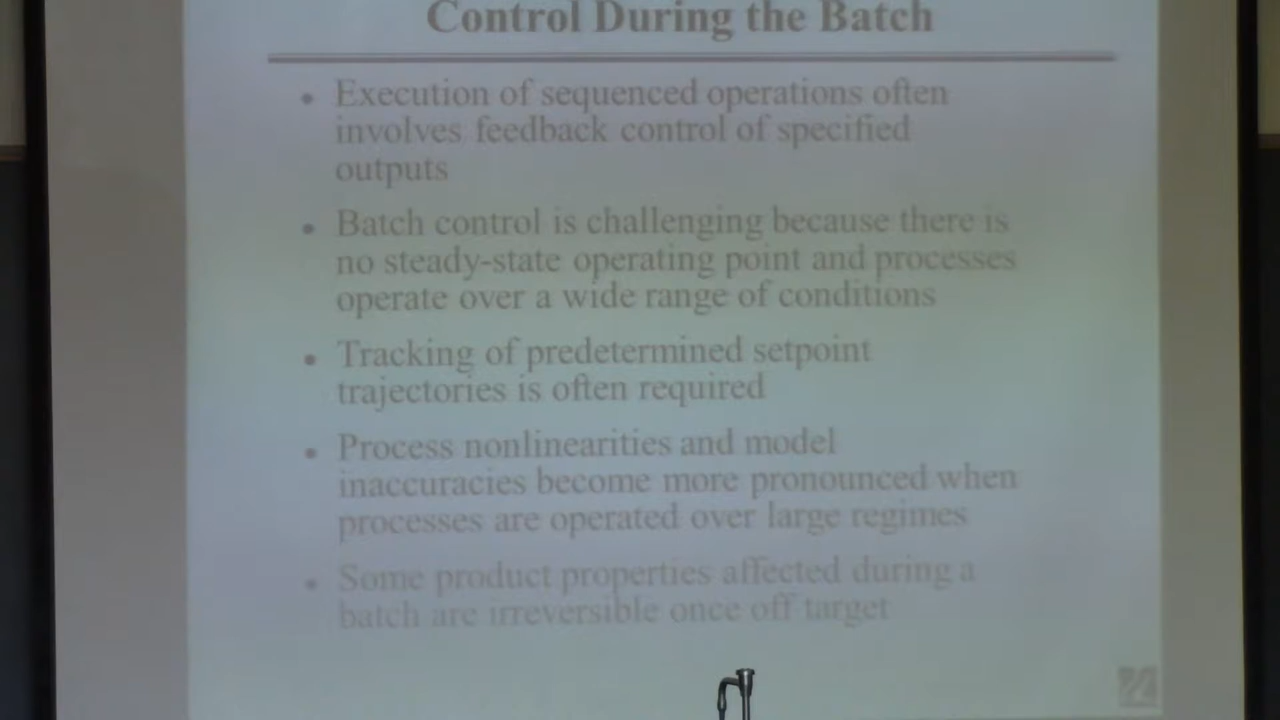 Control During the Batch
• Execution of sequenced operations often
involves feedback control of specified
outputs
• Batch control is challenging because there is
no steady-state operating point and processes
operate over a wide range of conditions
• Tracking of predetermined setpoint
trajectories is often required
• Process nonlinearities and model
inaccuracies become more pronounced when
processes are operated over large regimes
• Some product properties affected during a
batch are irreversible once off target